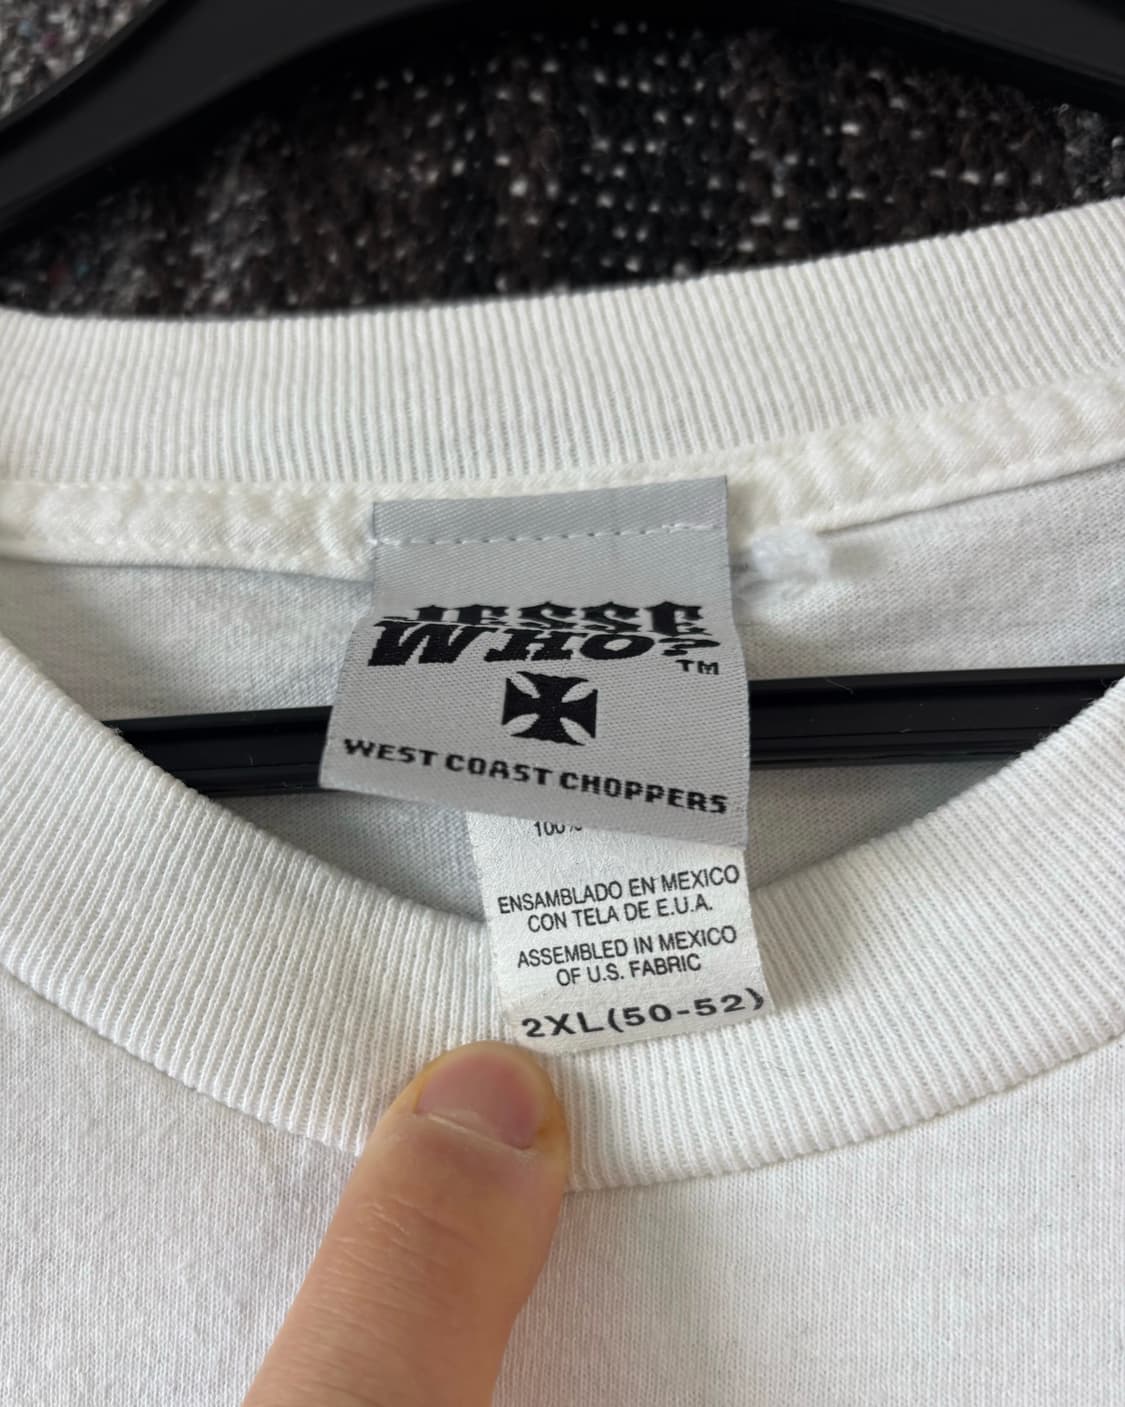 JESSE
WHO?
TM
WEST COAST CHOPPERS
100%
ENSAMBLADO EN MEXICO
CON TELA DE E.U.A.
ASSEMBLED IN MEXICO
OF U.S. FABRIC
2XL(50-52)